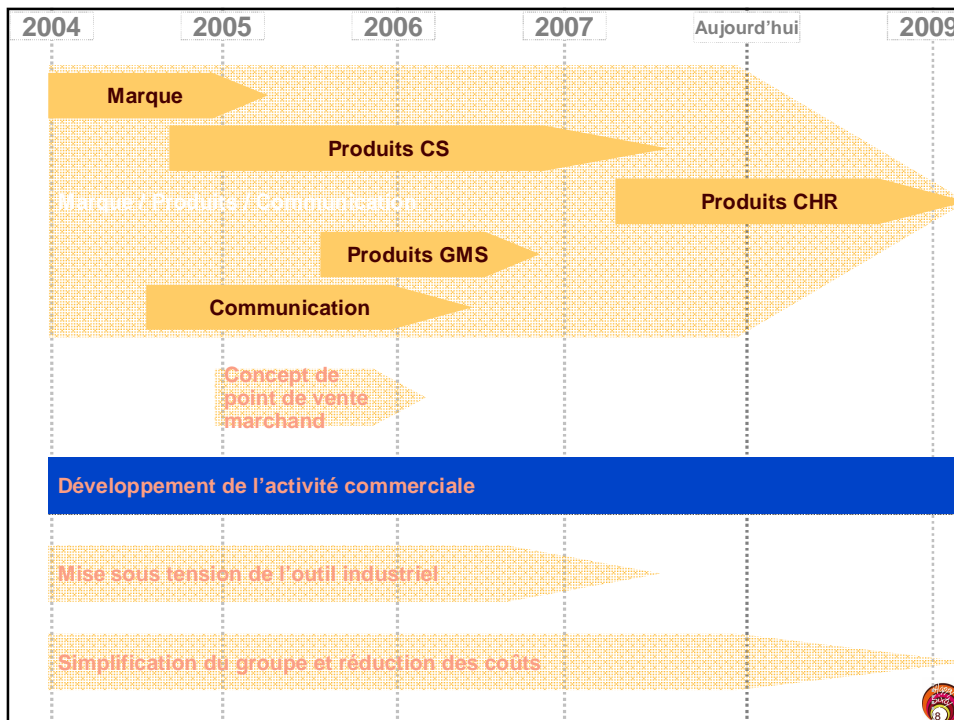 2004 2005 2006 2007 Aujourd'hui 2009
Marque
Produits CS
Marque / Produits / Communication
Produits CHR
Produits GMS
Communication
Concept de
point de vente
marchand
Développement de l'activité commerciale
Mise sous tension de l'outil industriel
Simplification du groupe et réduction des coûts
8